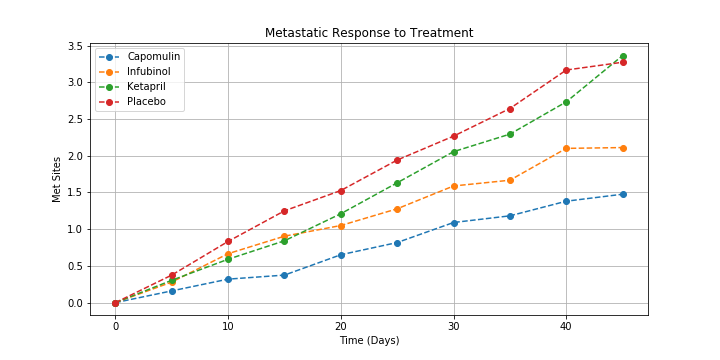 Metastatic Response to Treatment
3.5
3.0
2.5
2.0
1.5
1.0
0.5
0.0
Met Sites
Capomulin
Infubinol
Ketapril
Placebo
0 10 20 30 40
Time (Days)